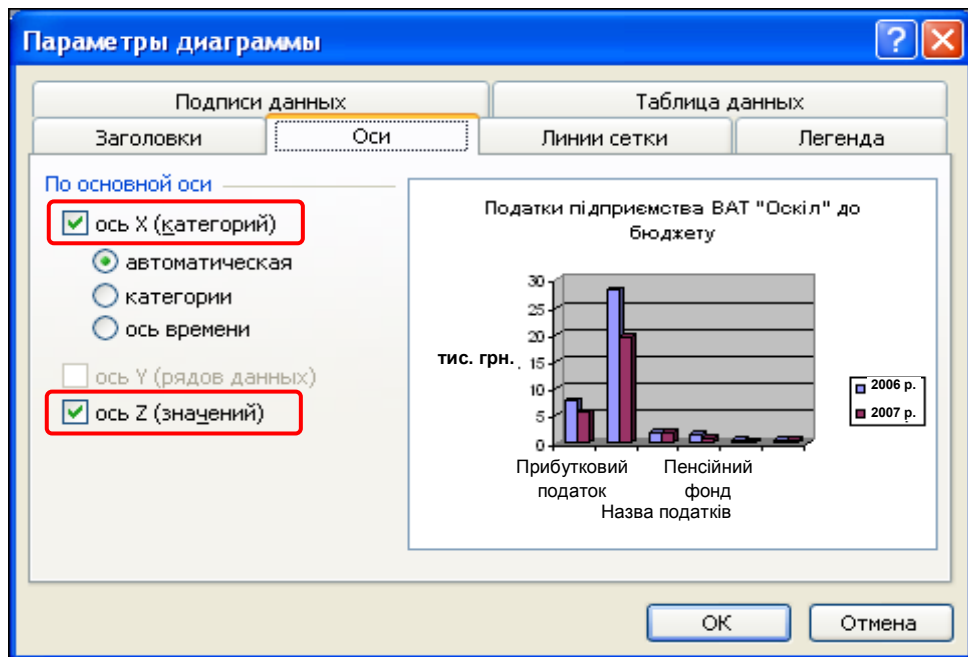 Параметры диаграммы
?
Подписи данных
Таблица данных
Заголовки
Оси
Линии сетки
Легенда
По основной оси
ось X (категорий)
автоматическая
категории
ось времени
ось Y (рядов данных)
ось Z (значений)
Податки підприємства ВАТ "Оскіл" до
бюджету
30
25
20
15
10
5
0
тис. грн.
2006 р.
2007 р.
Прибутковий
податок
Пенсійний
фонд
Назва податків
ОК
Отмена